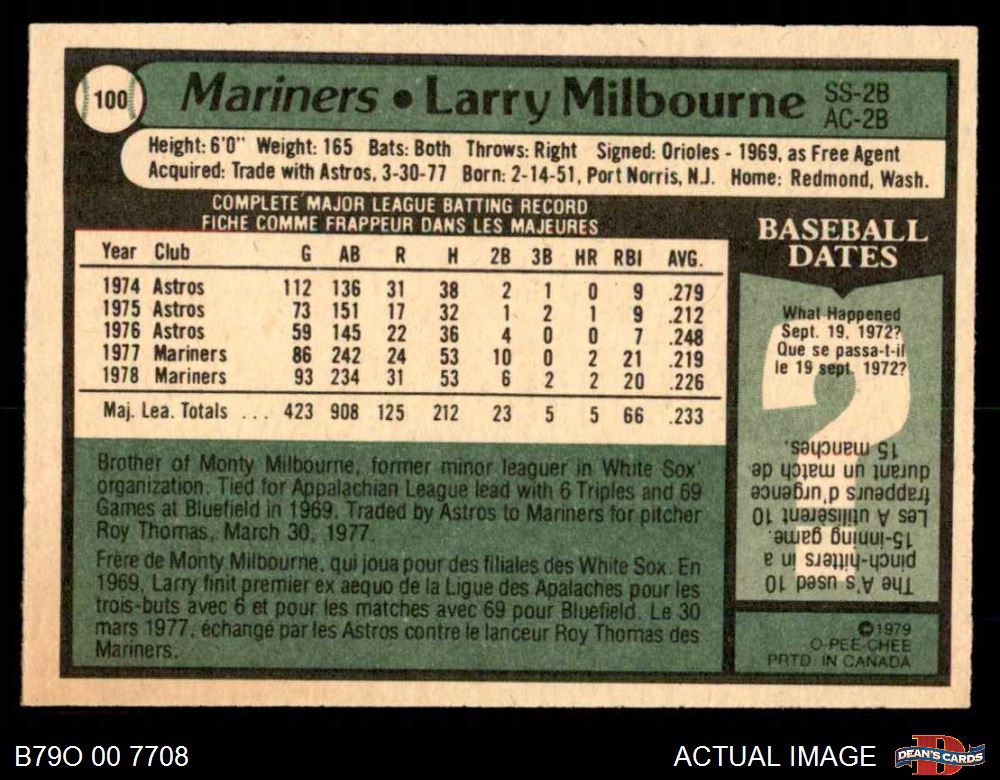 100
Mariners • Larry Milbourne
SS-2B
AC-2B
Height: 6'0" Weight: 165 Bats: Both Throws: Right Signed: Orioles - 1969, as Free Agent
Acquired: Trade with Astros, 3-30-77 Born: 2-14-51, Port Norris, N.J. Home: Redmond, Wash.
COMPLETE MAJOR LEAGUE BATTING RECORD
FICHE COMME FRAPPEUR DANS LES MAJEURES
Year Club G AB R H 2B 3B HR RBI AVG.
1974 Astros 112 136 31 38 2 1 0 9 .279
1975 Astros 73 151 17 32 1 2 1 9 .212
1976 Astros 59 145 22 36 4 0 0 7 .248
1977 Mariners 86 242 24 53 10 0 2 21 .219
1978 Mariners 93 234 31 53 6 2 2 20 .226
Maj. Lea. Totals ... 423 908 125 212 23 5 5 66 .233
Brother of Monty Milbourne, former minor leaguer in White Sox'
organization. Tied for Appalachian League lead with 6 Triples and 69
Games at Bluefield in 1969. Traded by Astros to Mariners for pitcher
Roy Thomas, March 30, 1977.
Frère de Monty Milbourne, qui joua pour des filiales des White Sox. En
1969, Larry finit premier ex aequo de la Ligue des Apalaches pour les
trois-buts avec 6 et pour les matches avec 69 pour Bluefield. Le 30
mars 1977, échangé par les Astros contre le lanceur Roy Thomas des
Mariners.
BASEBALL
DATES
What Happened
Sept. 19, 1972?
Que se passa-t-il
le 19 sept. 1972?
The A's used 10
pinch-hitters in a
15-inning game.
Les A utilisèrent 10
frappeurs d'urgence
durant un match de
15 manches.
©1979
O-PEE-CHEE
PRTD. IN CANADA
B79O 00 7708
ACTUAL IMAGE
DEAN'S CARDS